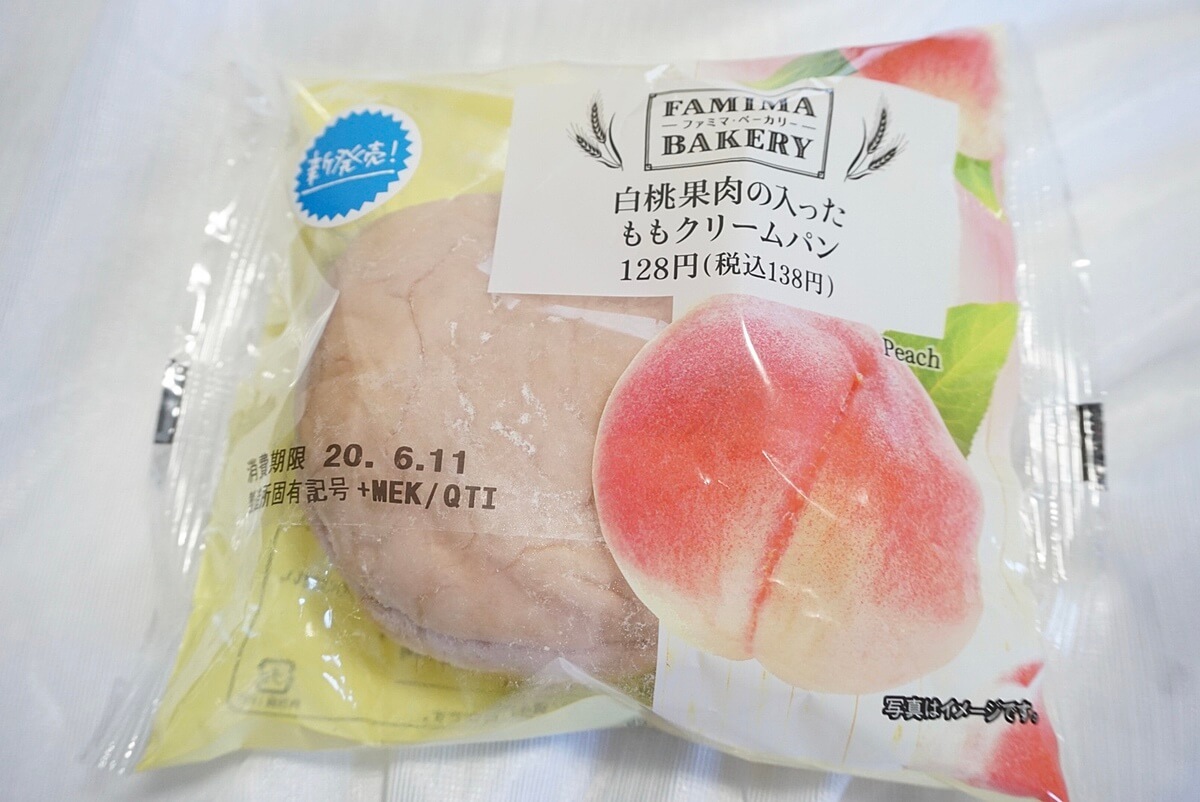 新発売!
FAMIMA
ファミマ・ベーカリー
BAKERY
白桃果肉の入った
ももクリームパン
128円(税込138円)
Peach
消費期限 20. 6.11
製造所固有記号 +MEK/QTI
写真はイメージです。